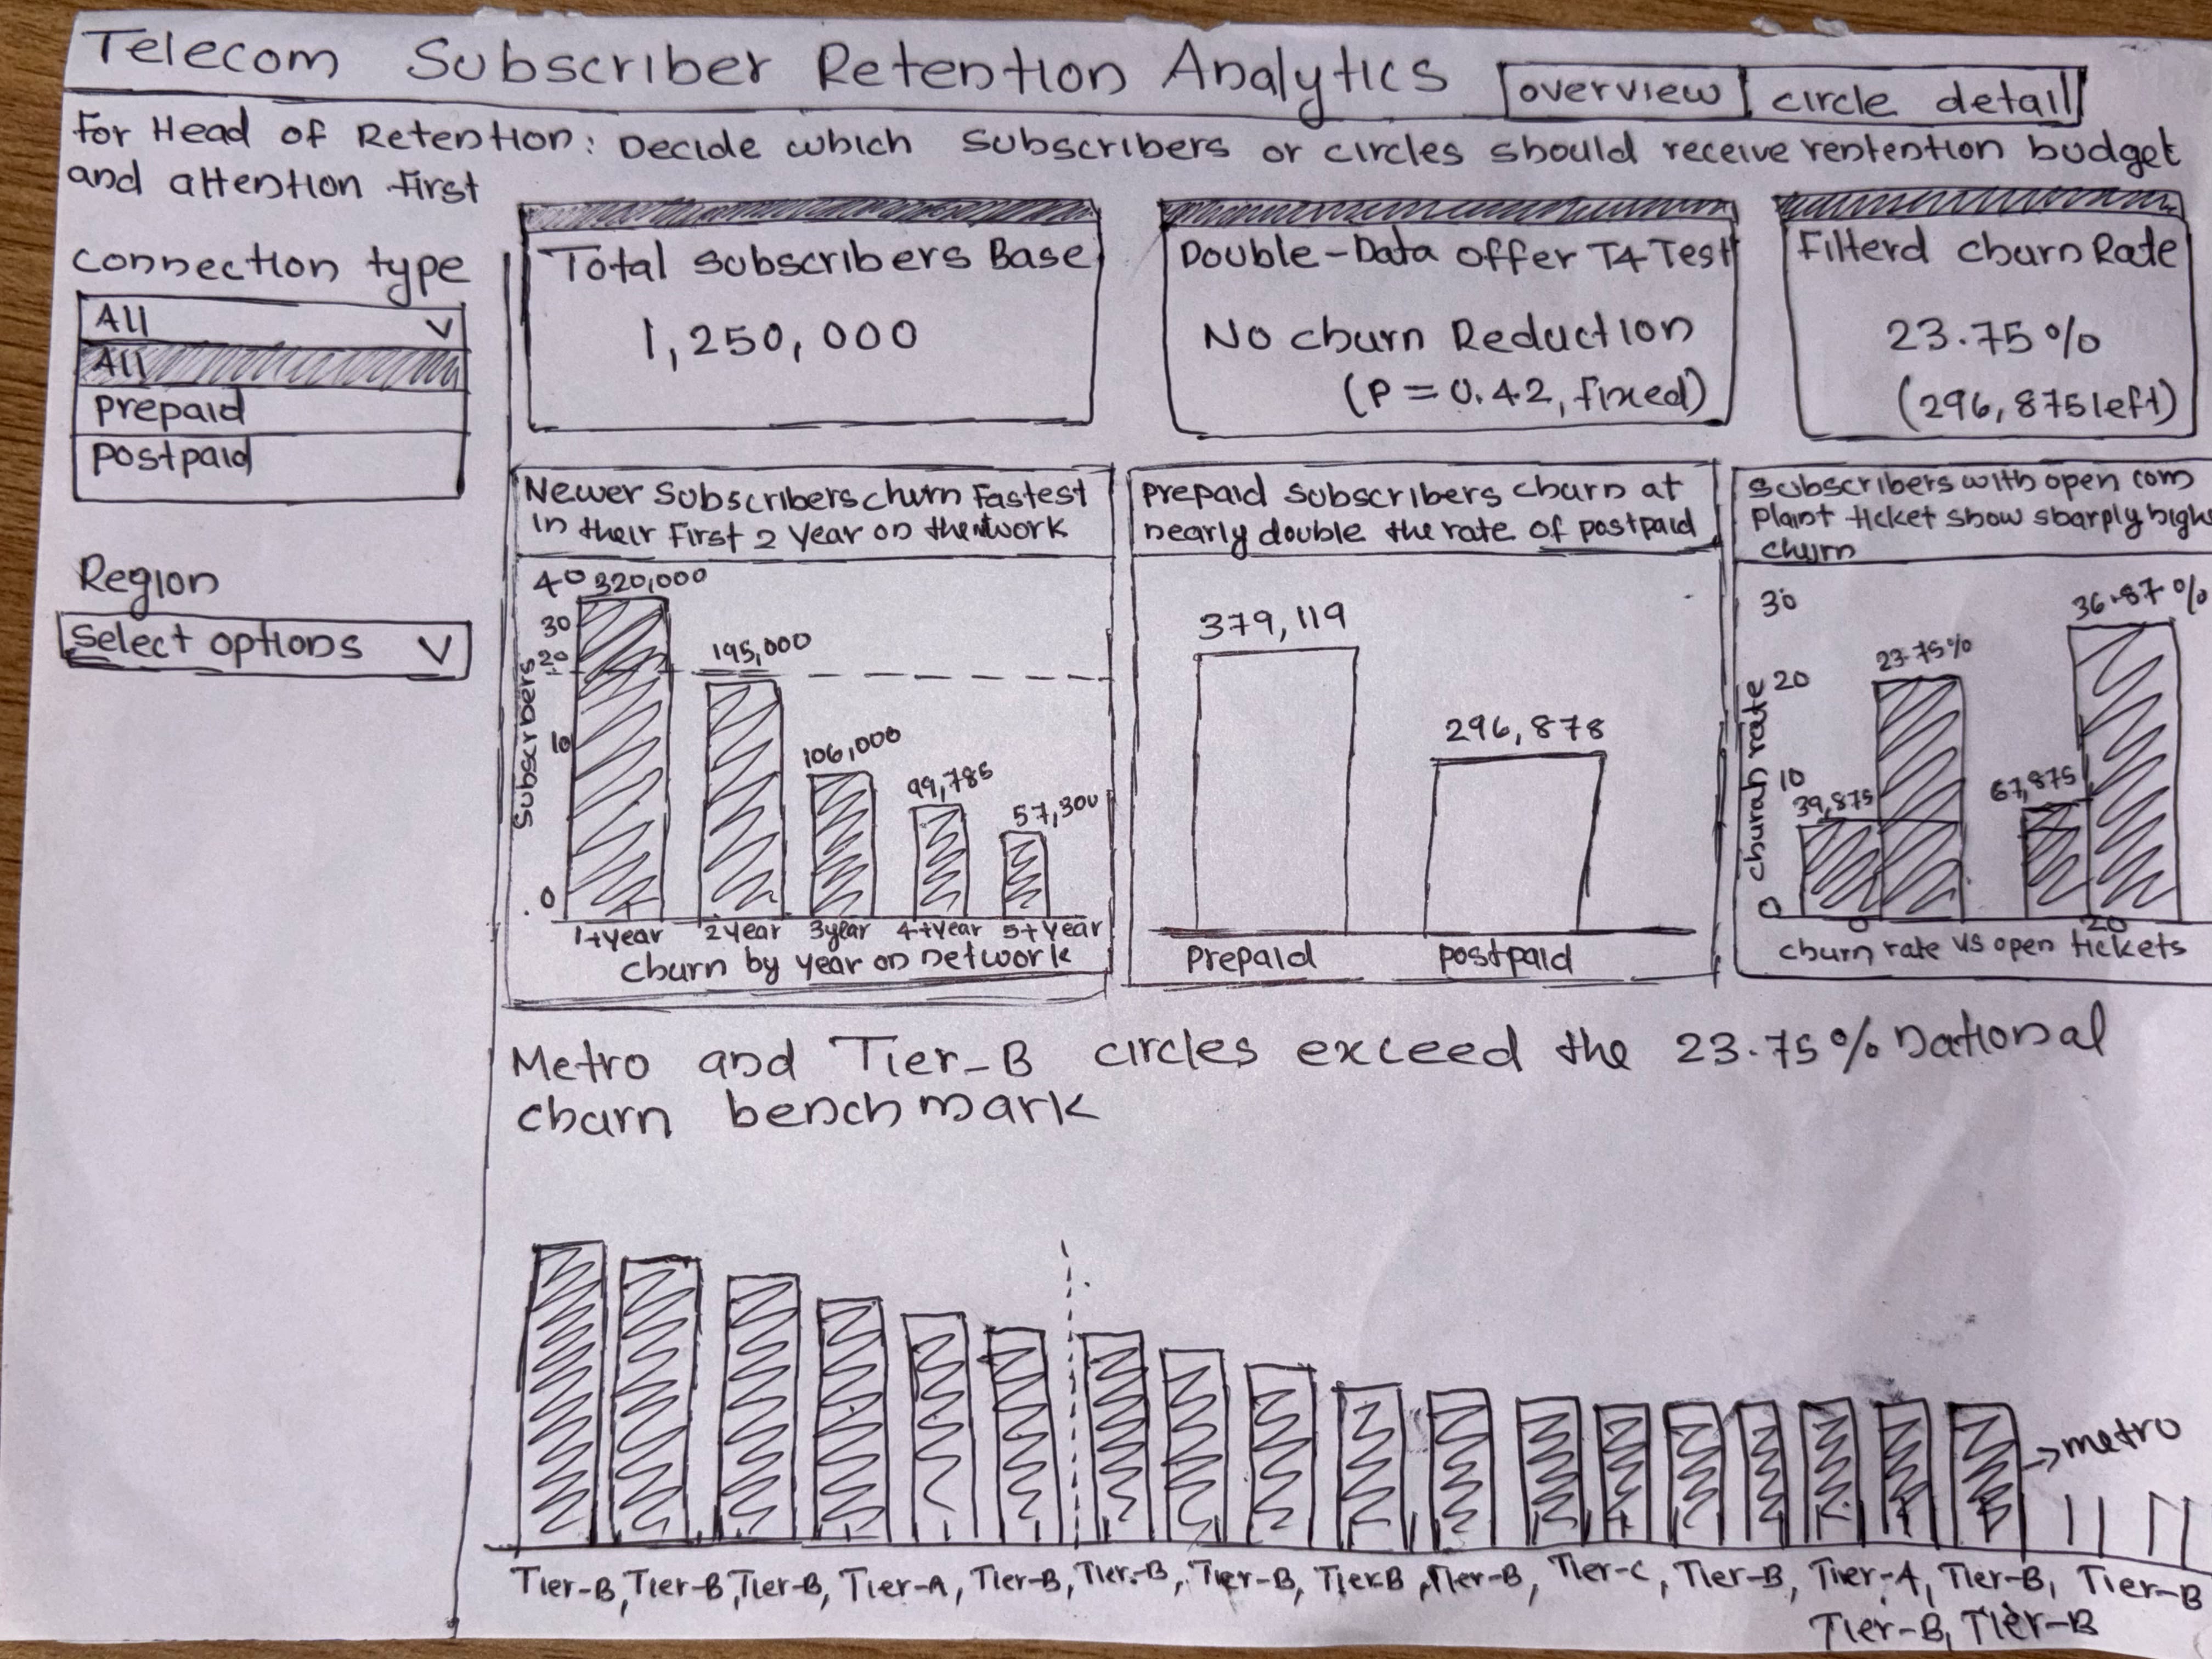 Telecom Subscriber Retention Analytics
overview
circle detail
For Head of Retention: Decide which subscribers or circles should receive rentention budget
and attention first
Connection type
All
All
Prepaid
Postpaid
Region
Select options
Total subscribers Base
1,250,000
Double-Data offer T4 Test
No churn Reduction
(P = 0.42, fixed)
Filterd churn Rate
23.75%
(296,875 left)
Newer Subscribers churn Fastest
in their First 2 Year on
Prepaid subscribers churn at
nearly double the rate of postpaid
Subscribers with open com
plaint ticket show sharply
churn
40
30
20
10
0
Subscrbers
320,000
195,000
106,000
99,785
57,300
1+year
2 year
3year
4+year
5+year
churn by year on network
379,119
296,878
Prepaid
Postpaid
30
20
10
0
churah rate
39,875
23.75%
67,875
36.87%
0
20
churn rate vs open tickets
Metro and Tier-B circles exceed the 23.75% national
churn benchmark
metro
Tier-B, Tier-B, Tier-B, Tier-A, Tier-B, Tier-B, Tier-B, Tier-B, Tier-B, Tier-C, Tier-B, Tier-A, Tier-B, Tier-B
Tier-B, Tier-B